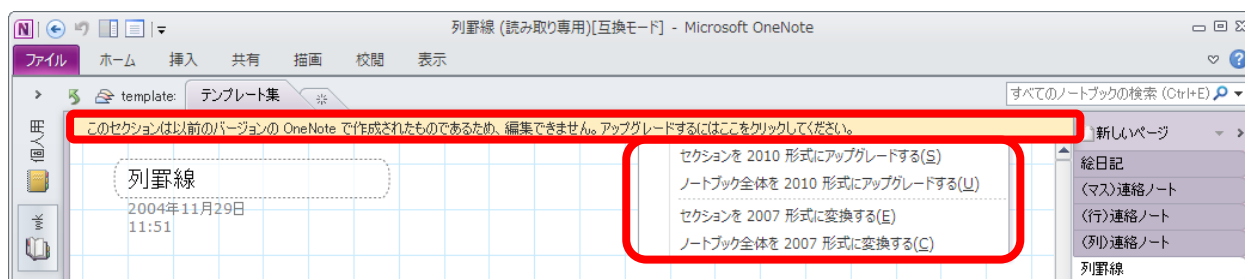 列罫線 (読み取り専用)[互換モード] - Microsoft OneNote
ファイル ホーム 挿入 共有 描画 校閲 表示
template: テンプレート集
すべてのノートブックの検索 (Ctrl+E)
このセクションは以前のバージョンの OneNote で作成されたものであるため、編集できません。アップグレードするにはここをクリックしてください。
セクションを 2010 形式にアップグレードする(S)
ノートブック全体を 2010 形式にアップグレードする(U)
セクションを 2007 形式に変換する(E)
ノートブック全体を 2007 形式に変換する(C)
列罫線
2004年11月29日
11:51
新しいページ
絵日記
(マス)連絡ノート
(行)連絡ノート
(列)連絡ノート
列罫線